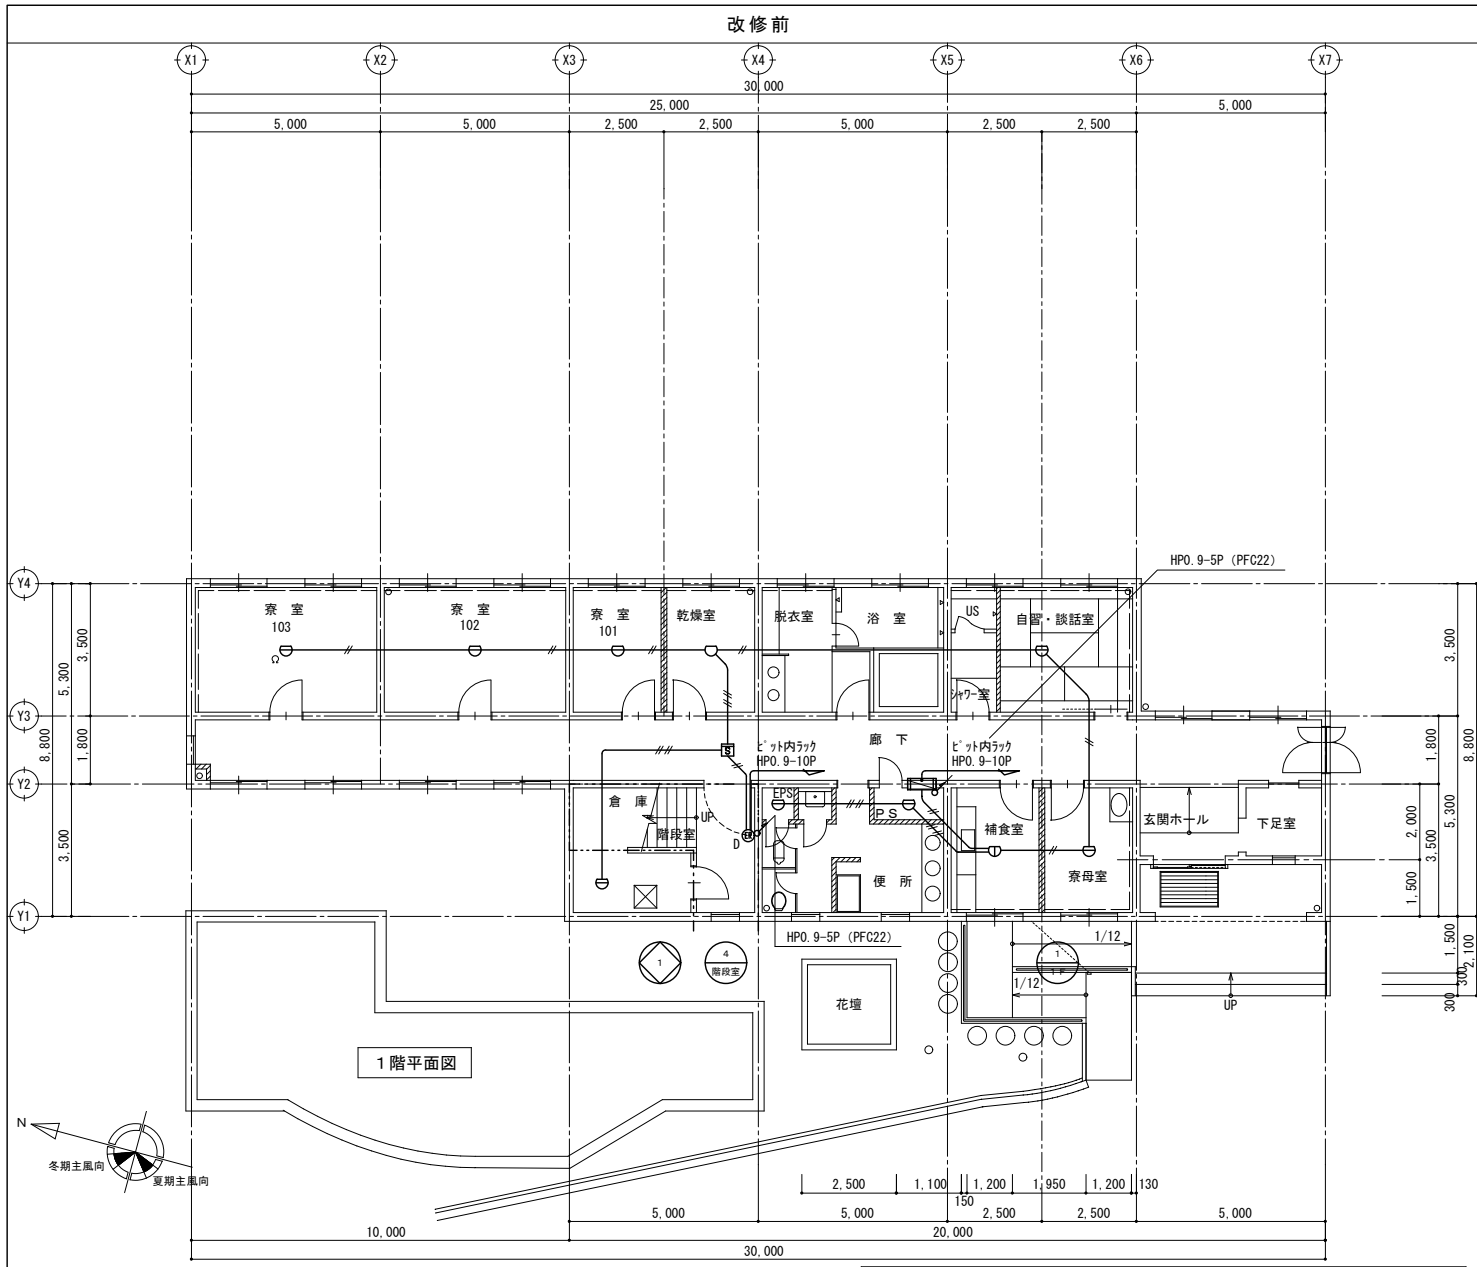 改修前
X1 X2 X3 X4 X5 X6 X7
30,000
25,000 5,000
5,000 5,000 2,500 2,500 5,000 2,500 2,500
HP0.9-5P (PFC22)
Y4
寮 室
103
寮 室
102
寮 室
101
乾燥室
脱衣室
浴 室
US
自習・談話室
Ω
シャワー室
3,500
5,300
8,800
1,800
3,500
Y3
S
ピット内ラック
HP0.9-10P
廊 下
ピット内ラック
HP0.9-10P
Y2
倉 庫
UP
階段室
D
EPS
PS
補食室
便 所
寮母室
玄関ホール
下足室
Y1
3,500
1,800
5,300
8,800
2,000
3,500
1,500
1,500
2,100
300
300
HP0.9-5P (PFC22)
1
4
階段室
1
1F
1/12
1/12
UP
花壇
1階平面図
N
冬期主風向
夏期主風向
2,500 1,100 150 1,200 1,950 1,200 130
5,000 5,000 2,500 2,500 5,000
10,000 20,000
30,000